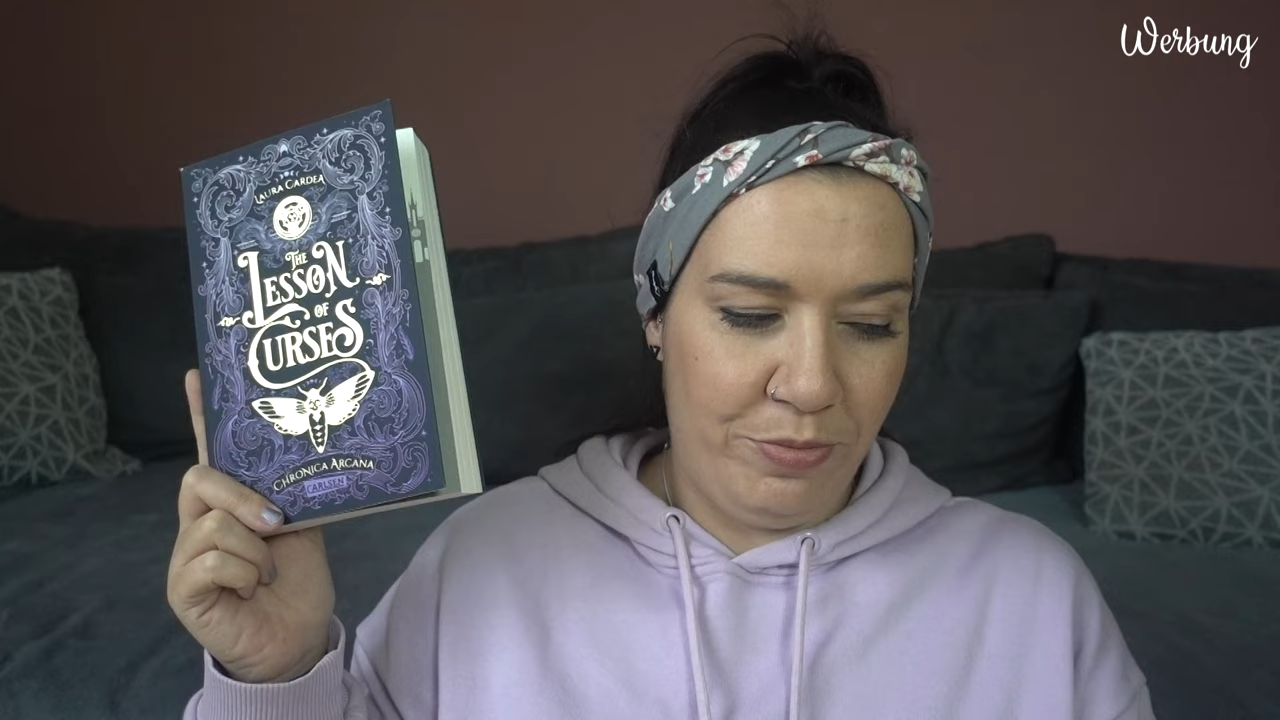 Werbung
LAURA CARDEA
THE
LESSON
OF
CURSES
CHRONICA ARCANA
CARLSEN